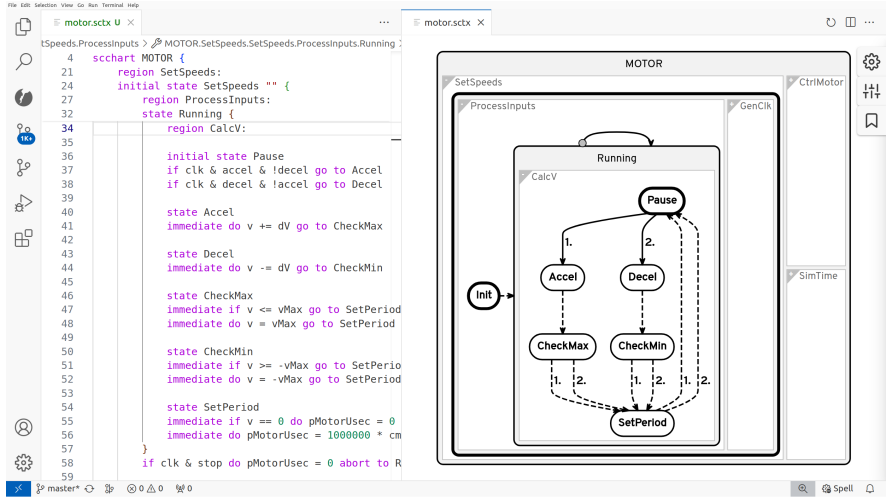 File Edit Selection View Go Run Terminal Help
motor.sctx U
motor.sctx
tSpeeds.ProcessInputs > MOTOR.SetSpeeds.SetSpeeds.ProcessInputs.Running >
4 scchart MOTOR {
21 region SetSpeeds:
24 initial state SetSpeeds "" {
27 region ProcessInputs:
32 state Running {
34 region CalcV:
35
36 initial state Pause
37 if clk & accel & !decel go to Accel
38 if clk & decel & !accel go to Decel
39
40 state Accel
41 immediate do v += dV go to CheckMax
42
43 state Decel
44 immediate do v -= dV go to CheckMin
45
46 state CheckMax
47 immediate if v <= vMax go to SetPeriod
48 immediate do v = vMax go to SetPeriod
49
50 state CheckMin
51 immediate if v >= -vMax go to SetPerio
52 immediate do v = -vMax go to SetPeriod
53
54 state SetPeriod
55 immediate if v == 0 do pMotorUsec = 0
56 immediate do pMotorUsec = 1000000 * cm
57 }
58 if clk & stop do pMotorUsec = 0 abort to R
59
1K+
MOTOR
SetSpeeds
CtrlMotor
ProcessInputs
GenClk
Running
CalcV
Pause
1. 2.
Accel Decel
SimTime
Init
CheckMax CheckMin
1. 2. 1. 2. 1. 2.
SetPeriod
master* 0 0 0
Spell